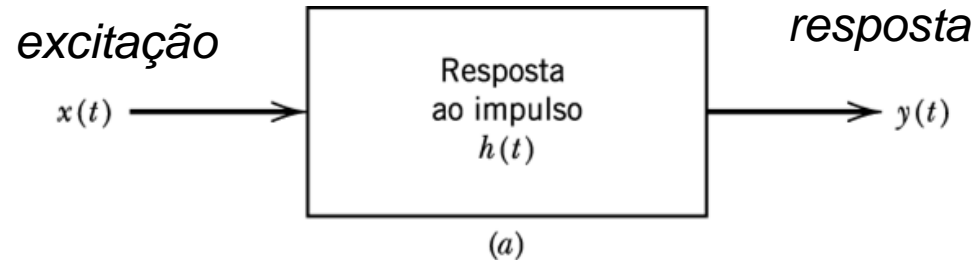 excitação
resposta
Resposta
ao impulso
h(t)
x(t)
y(t)
(a)